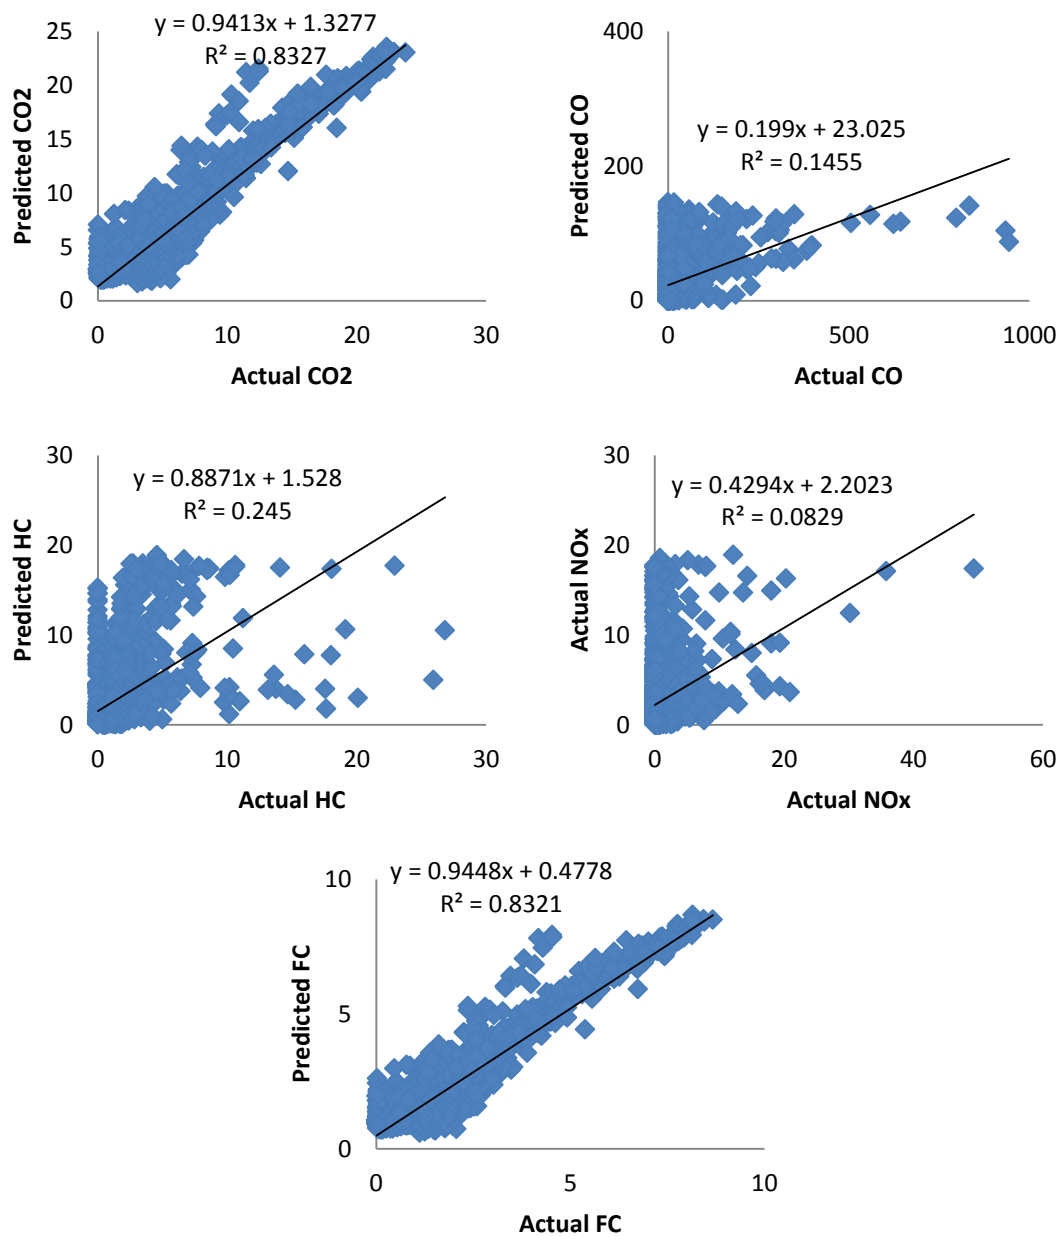 y = 0.9413x + 1.3277
R² = 0.8327
25
20
15
10
5
0
Predicted CO2
0
10
20
30
Actual CO2
y = 0.199x + 23.025
R² = 0.1455
400
200
0
Predicted CO
0
500
1000
Actual CO
y = 0.8871x + 1.528
R² = 0.245
30
20
10
0
Predicted HC
0
10
20
30
Actual HC
y = 0.4294x + 2.2023
R² = 0.0829
30
20
10
0
Actual NOx
0
20
40
60
Actual NOx
y = 0.9448x + 0.4778
R² = 0.8321
10
5
0
Predicted FC
0
5
10
Actual FC